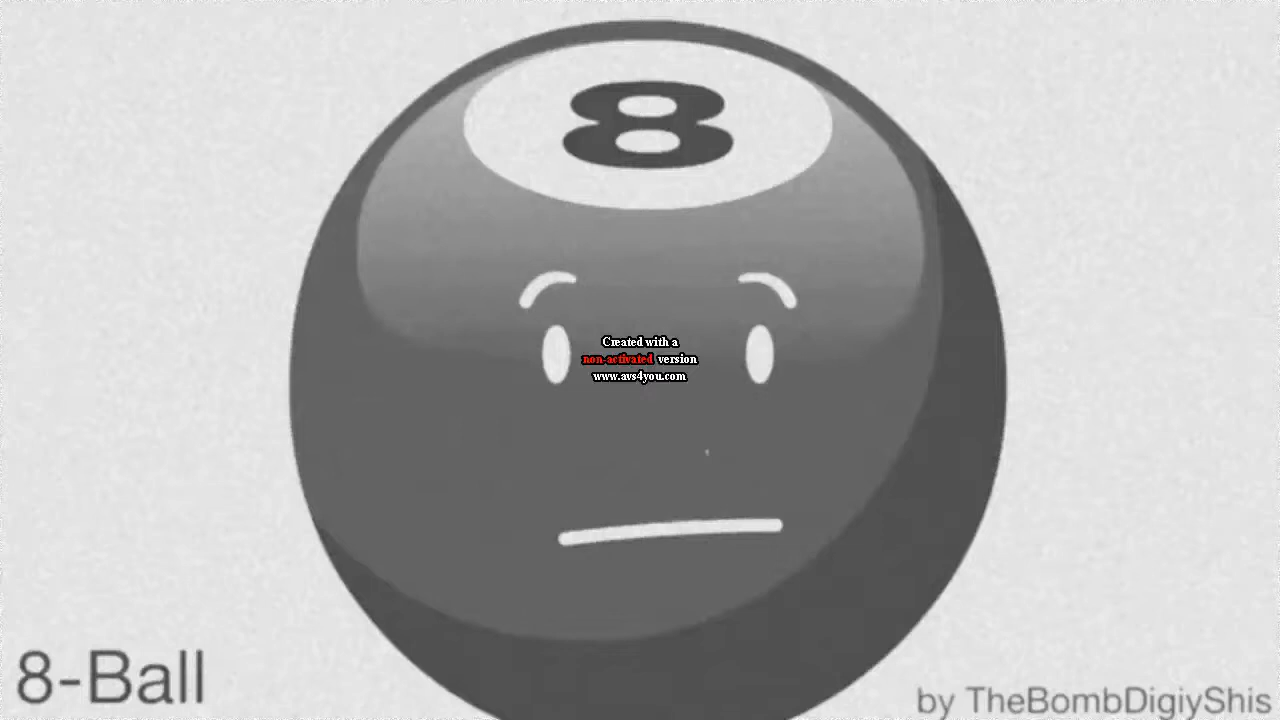 8
Created with a
non-activated version
www.avs4you.com
8-Ball
by TheBombDigiyShis